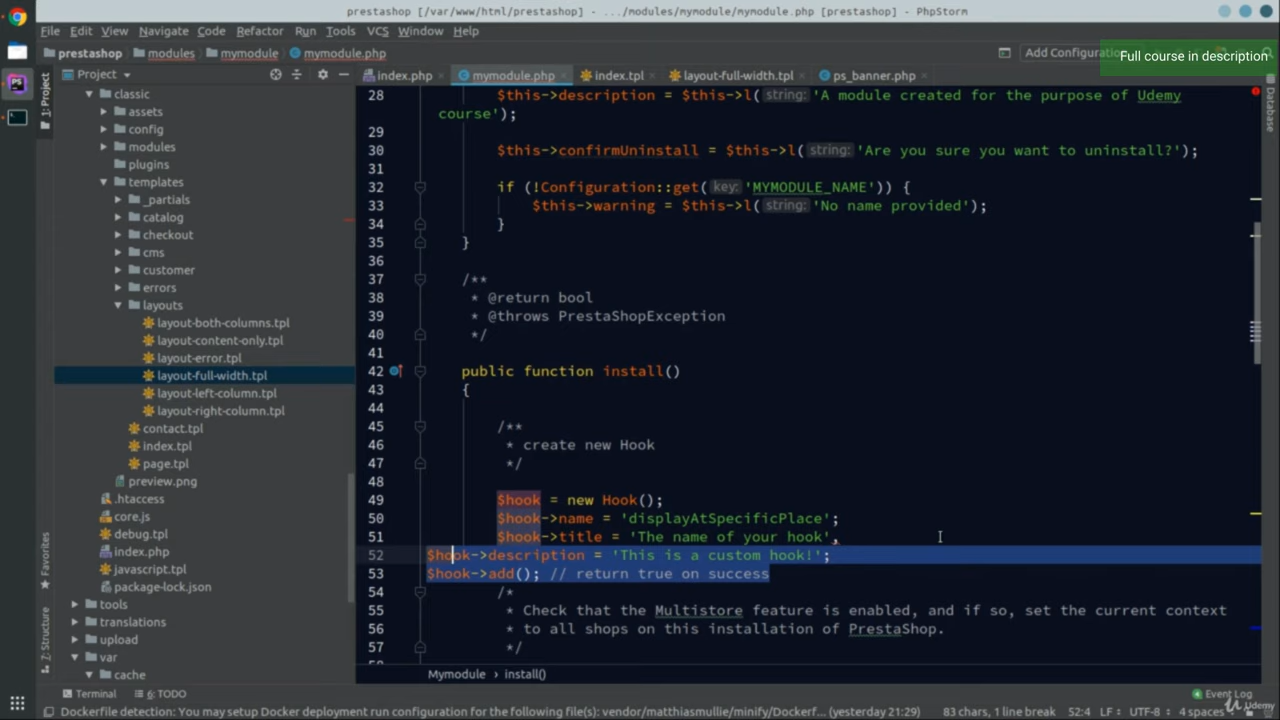 prestashop [/var/www/html/prestashop] - .../modules/mymodule/mymodule.php [prestashop] - PhpStorm
File Edit View Navigate Code Refactor Run Tools VCS Window Help
prestashop modules mymodule mymodule.php
Add Configuratio
Full course in description
Project
index.php mymodule.php index.tpl layout-full-width.tpl ps_banner.php
1: Project
Database
classic
assets
config
modules
plugins
templates
_partials
catalog
checkout
cms
customer
errors
layouts
layout-both-columns.tpl
layout-content-only.tpl
layout-error.tpl
layout-full-width.tpl
layout-left-column.tpl
layout-right-column.tpl
contact.tpl
index.tpl
page.tpl
preview.png
.htaccess
core.js
debug.tpl
index.php
javascript.tpl
package-lock.json
tools
translations
upload
var
cache
Favorites
Structure
28 $this->description = $this->l( string: 'A module created for the purpose of Udemy
course');
29
30 $this->confirmUninstall = $this->l( string: 'Are you sure you want to uninstall?');
31
32 if (!Configuration::get( key: 'MYMODULE_NAME')) {
33 $this->warning = $this->l( string: 'No name provided');
34 }
35 }
36
37 /**
38 * @return bool
39 * @throws PrestaShopException
40 */
41
42 public function install()
43 {
44
45 /**
46 * create new Hook
47 */
48
49 $hook = new Hook();
50 $hook->name = 'displayAtSpecificPlace';
51 $hook->title = 'The name of your hook',
52 $hook->description = 'This is a custom hook!';
53 $hook->add(); // return true on success
54 /*
55 * Check that the Multistore feature is enabled, and if so, set the current context
56 * to all shops on this installation of PrestaShop.
57 */
Mymodule › install()
Terminal 6: TODO
4 Event Log
Dockerfile detection: You may setup Docker deployment run configuration for the following file(s): vendor/matthiasmullie/minify/Dockerf... (yesterday 21:29)
83 chars, 1 line break 52:4 LF UTF-8 4 spaces
Udemy